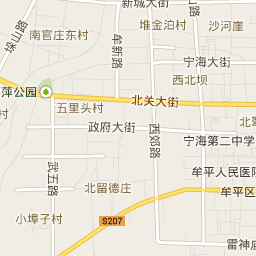 新城大街
堆金泊村
沙河崖
垛山路
南官庄东村
牟新路
宁海大街
西北坝
萍公园
北关大街
五里头村
政府大街
西郊路
宁海第二中学
武五路
牟平人民医院
北留德庄
牟平区
小埠子村
S207
雷神庙